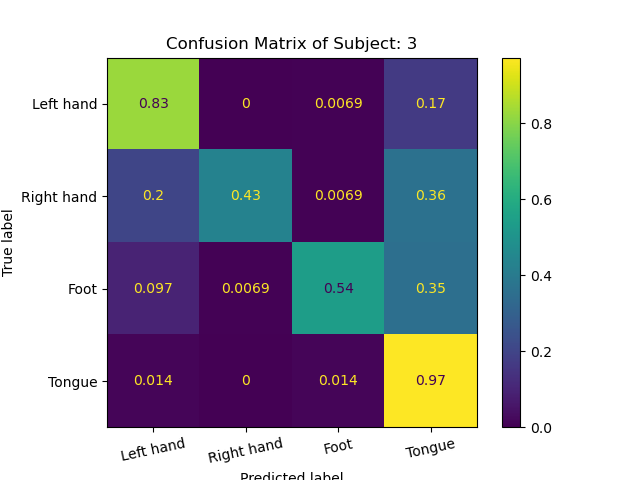 Confusion Matrix of Subject: 3
Left hand 0.83 0 0.0069 0.17
Right hand 0.2 0.43 0.0069 0.36
Foot 0.097 0.0069 0.54 0.35
Tongue 0.014 0 0.014 0.97
Left hand Right hand Foot Tongue
Predicted label
True label
0.8
0.6
0.4
0.2
0.0